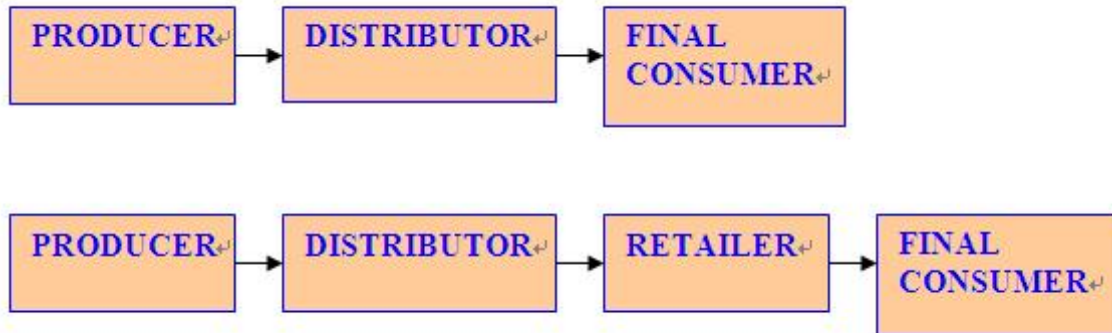 PRODUCER
DISTRIBUTOR
FINAL
CONSUMER
PRODUCER
DISTRIBUTOR
RETAILER
FINAL
CONSUMER